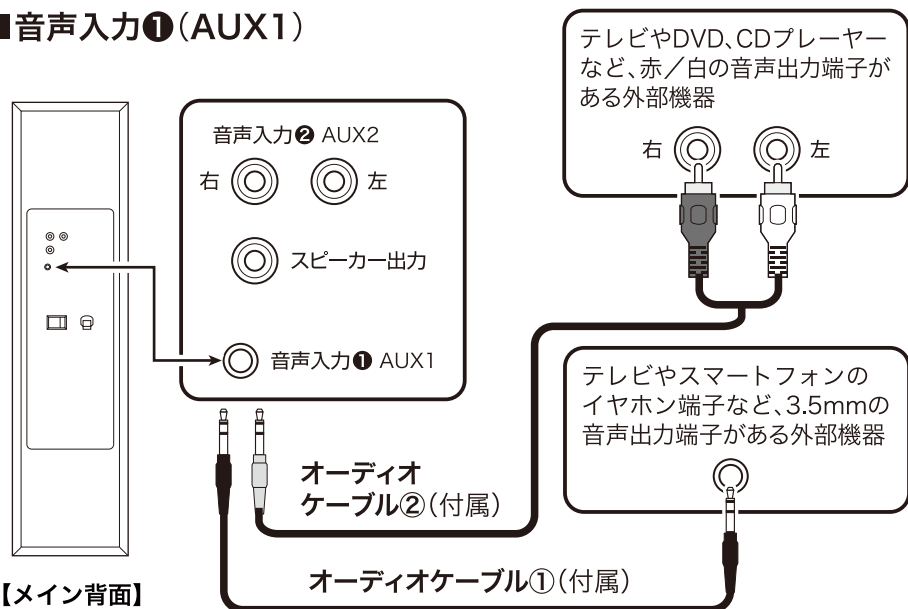 ■音声入力❶(AUX1)
テレビやDVD、CDプレーヤー
など、赤／白の音声出力端子が
ある外部機器
右 左
音声入力❷ AUX2
右 左
スピーカー出力
音声入力❶ AUX1
テレビやスマートフォンの
イヤホン端子など、3.5mmの
音声出力端子がある外部機器
オーディオ
ケーブル②(付属)
オーディオケーブル①(付属)
【メイン背面】